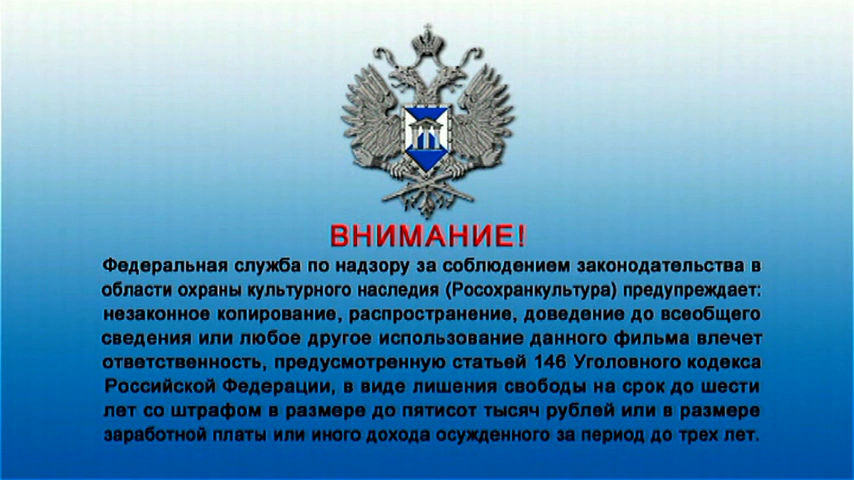 ВНИМАНИЕ!
Федеральная служба по надзору за соблюдением законодательства в
области охраны культурного наследия (Росохранкультура) предупреждает:
незаконное копирование, распространение, доведение до всеобщего
сведения или любое другое использование данного фильма влечет
ответственность, предусмотренную статьей 146 Уголовного кодекса
Российской Федерации, в виде лишения свободы на срок до шести
лет со штрафом в размере до пятисот тысяч рублей или в размере
заработной платы или иного дохода осужденного за период до трех лет.